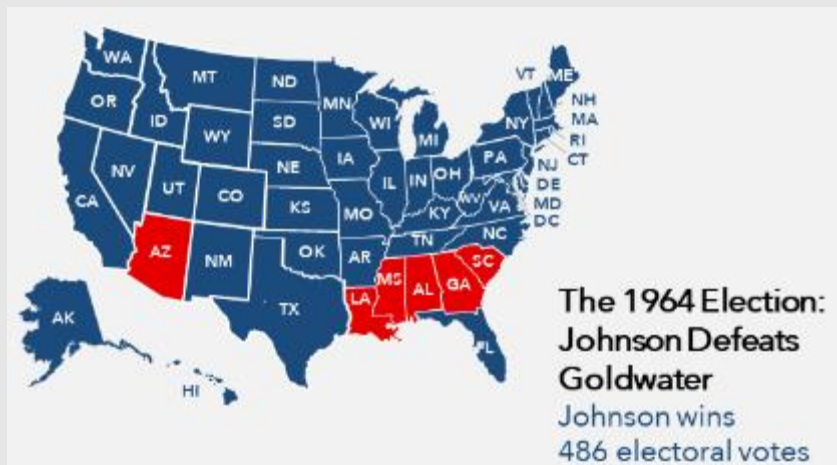 WA
MT
ND
MN
VT
ME
OR
ID
WY
SD
WI
MI
NY
NH
MA
RI
CT
NV
UT
CO
NE
IA
IL
IN
OH
PA
NJ
DE
MD
DC
CA
KS
MO
KY
WV
VA
AZ
NM
OK
AR
TN
NC
TX
LA
MS
AL
GA
SC
FL
AK
HI
The 1964 Election:
Johnson Defeats
Goldwater
Johnson wins
486 electoral votes